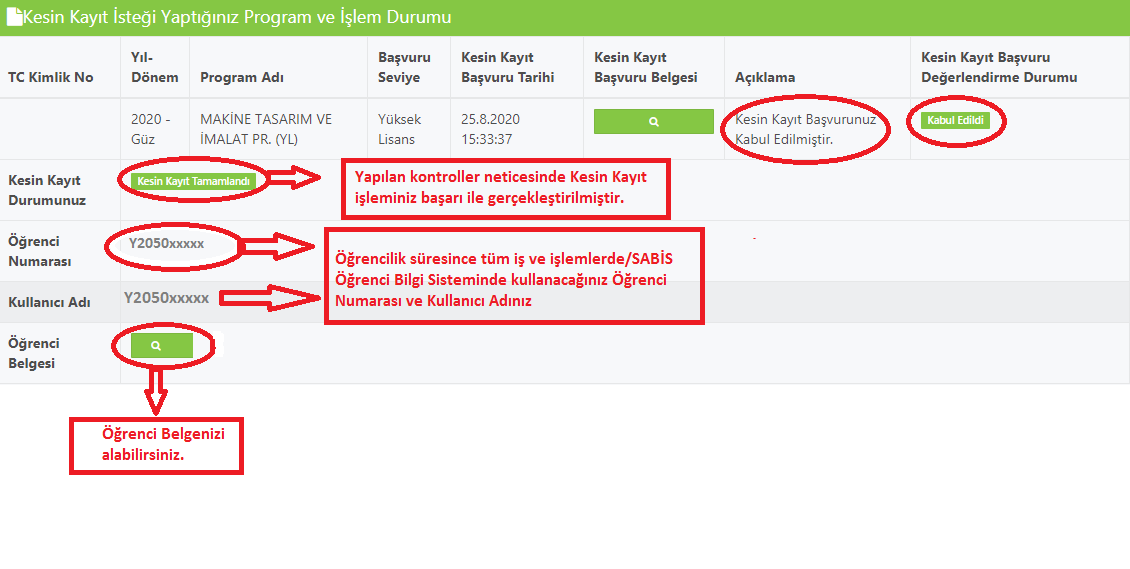 Kesin Kayıt İsteği Yaptığınız Program ve İşlem Durumu
TC Kimlik No
Yıl-
Dönem
Program Adı
Başvuru
Seviye
Kesin Kayıt
Başvuru Tarihi
Kesin Kayıt
Başvuru Belgesi
Açıklama
Kesin Kayıt Başvuru
Değerlendirme Durumu
2020 -
Güz
MAKİNE TASARIM VE
İMALAT PR. (YL)
Yüksek
Lisans
25.8.2020
15:33:37
Kesin Kayıt Başvurunuz
Kabul Edilmiştir.
Kabul Edildi
Kesin Kayıt
Durumunuz
Kesin Kayıt Tamamlandı
Yapılan kontroller neticesinde Kesin Kayıt
işleminiz başarı ile gerçekleştirilmiştir.
Öğrenci
Numarası
Y2050xxxxx
Öğrencilik süresince tüm iş ve işlemlerde/SABİS
Öğrenci Bilgi Sisteminde kullanacağınız Öğrenci
Numarası ve Kullanıcı Adınız
Kullanıcı Adı
Y2050xxxxx
Öğrenci
Belgesi
Öğrenci Belgenizi
alabilirsiniz.